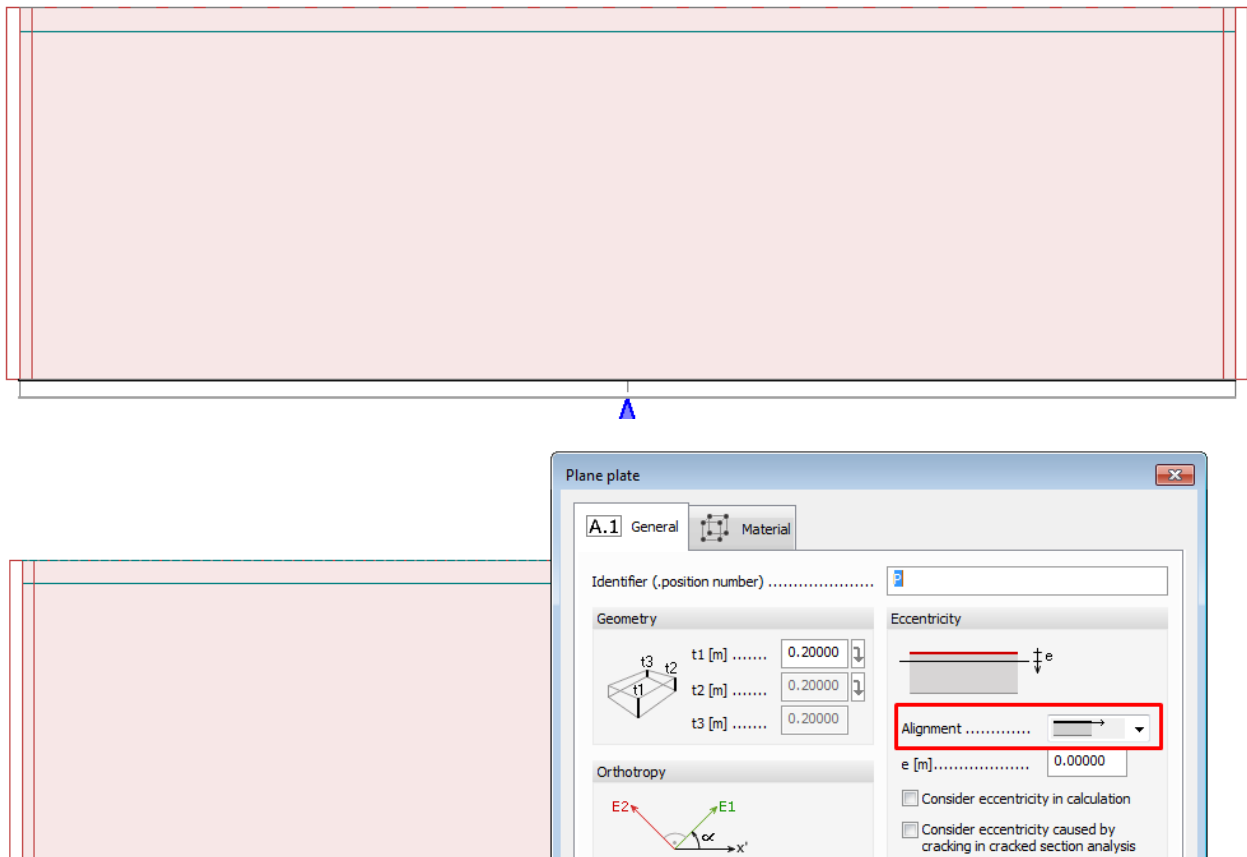 Plane plate
A.1 General
Material
Identifier (.position number) .....................
P
Geometry
Eccentricity
t3 t2
t1
t1 [m] ....... 0.20000
t2 [m] ....... 0.20000
t3 [m] ....... 0.20000
e
Alignment .............
e [m]................... 0.00000
Orthotropy
E2 E1
α
x'
Consider eccentricity in calculation
Consider eccentricity caused by
cracking in cracked section analysis